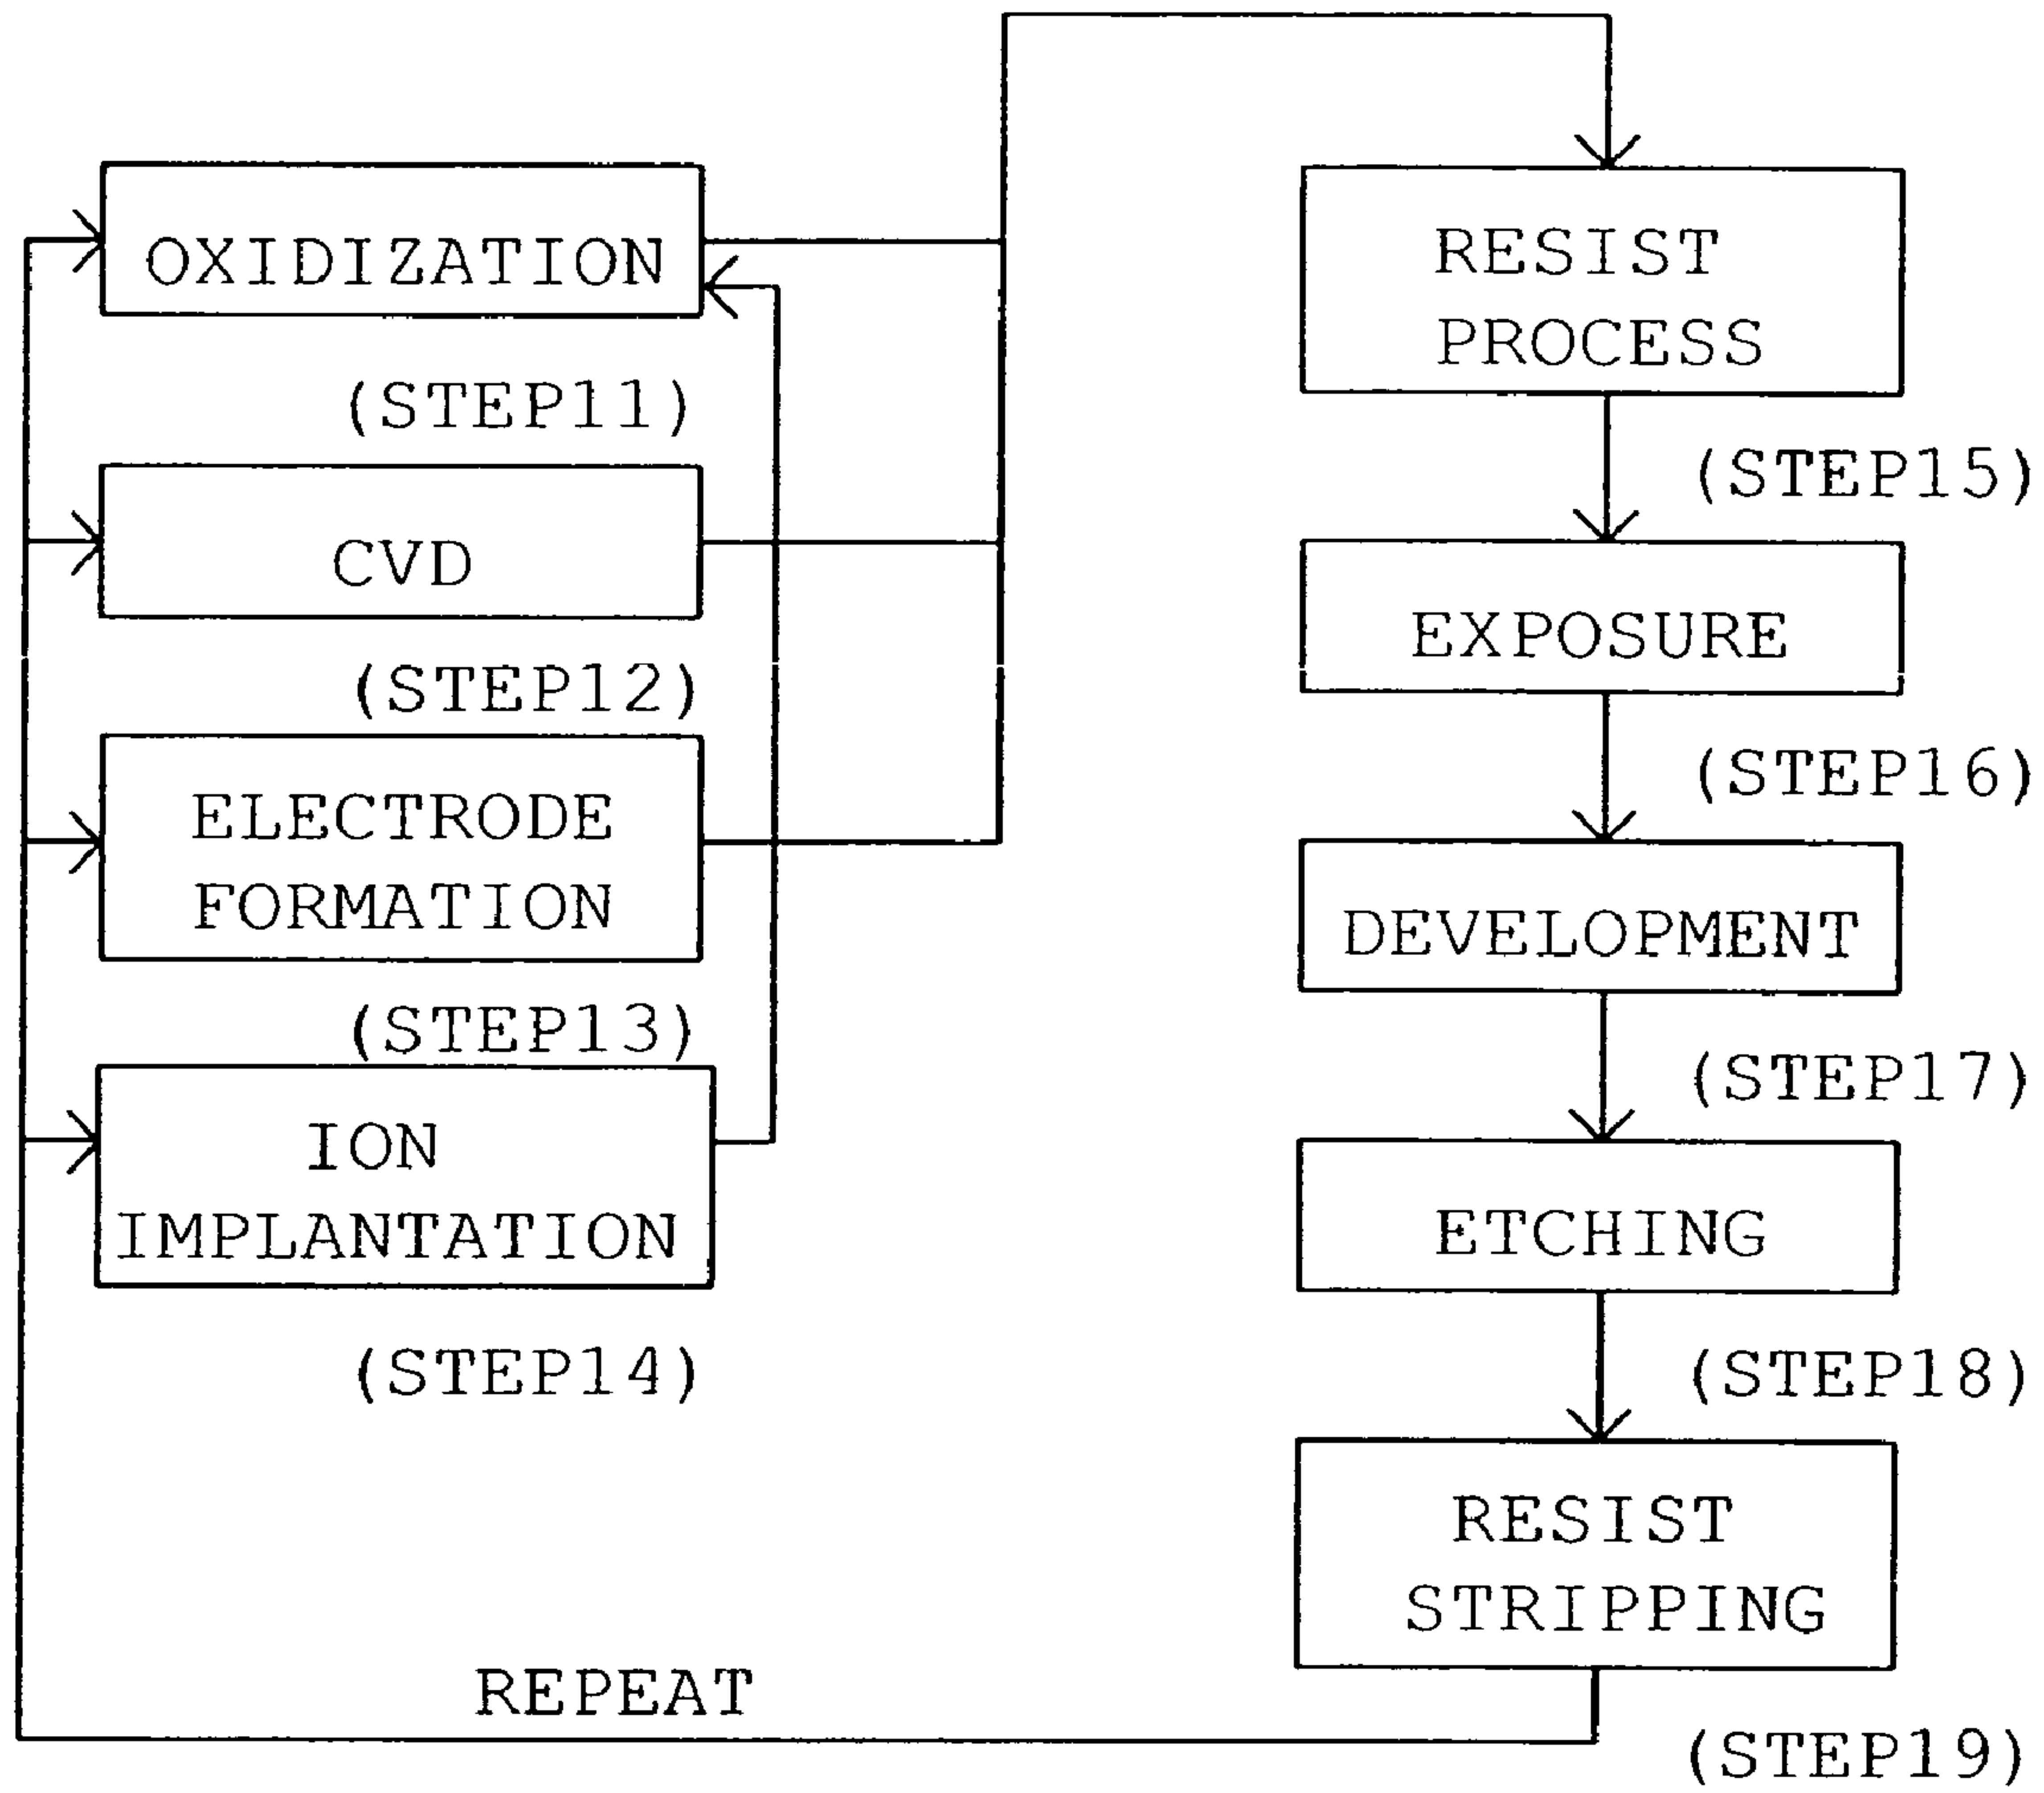 OXIDIZATION
(STEP11)
CVD
(STEP12)
ELECTRODE
FORMATION
(STEP13)
ION
IMPLANTATION
(STEP14)
REPEAT
RESIST
PROCESS
(STEP15)
EXPOSURE
(STEP16)
DEVELOPMENT
(STEP17)
ETCHING
(STEP18)
RESIST
STRIPPING
(STEP19)